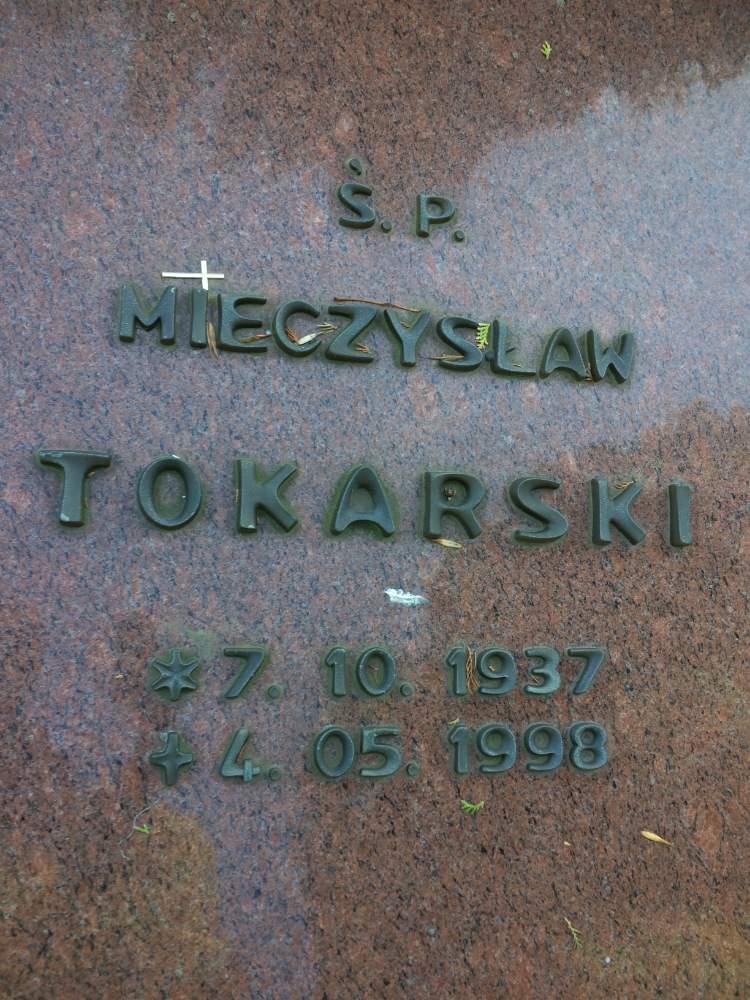 Ś. P.
MIECZYSŁAW
TOKARSKI
* 7. 10. 1937
+ 4. 05. 1998